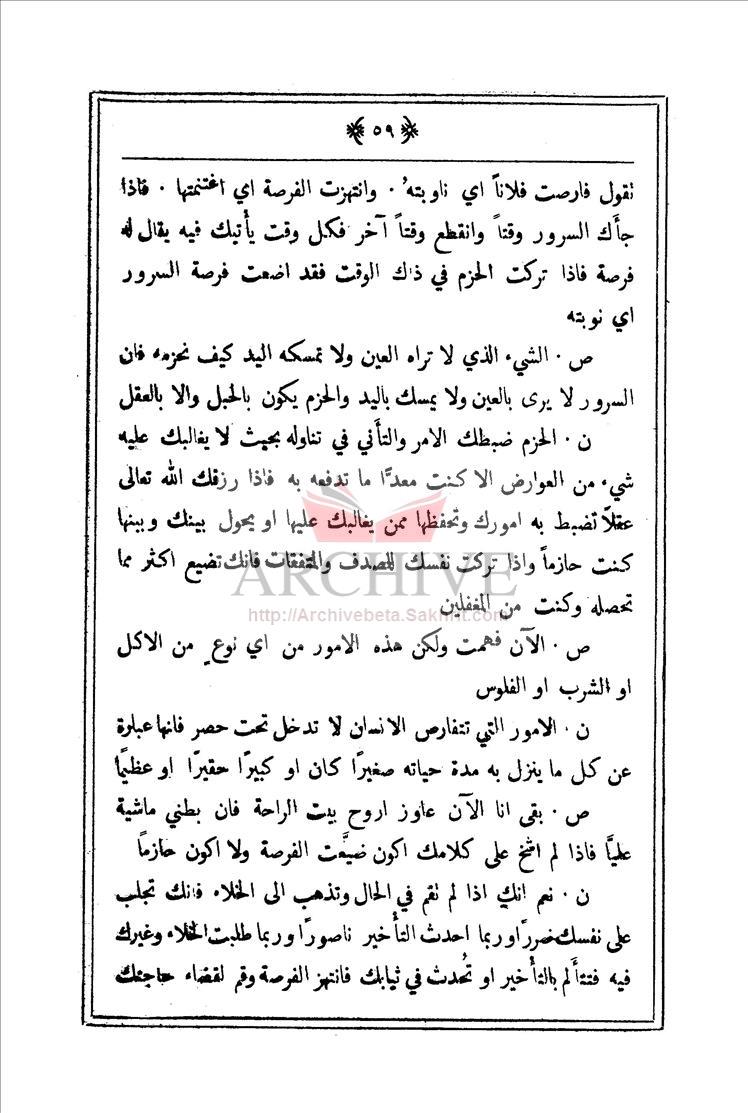 ﴿ ٥٩ ﴾
تقول فارصت فلاناً اي ناوبته ُ . وانتهزت الفرصة اي اغتنمتها . فاذا
جأك السرور وقتاً وانقطع وقتاً آخر فكل وقت يأتبك فيه يقال له
فرصة فاذا تركت الحزم في ذاك الوقت فقد اضعت فرصة السرور
اي نوبته
ص . الشيء الذي لا تراه العين ولا تمسكه اليد كيف نحزمه فان
السرور لا يرى بالعين ولا يمسك باليد والحزم يكون بالحبل والا بالعقل
ن . الحزم ضبطك الامر والتأني في تناوله بحيث لا يغالبك عليه
شيء من العوارض الا كنت معدًّا ما تدفعه به فاذا رزقك الله تعالى
عقلاً تضبط به امورك وتحفظها ممن يغالبك عليها او يحول بينك وبينها
كنت حازماً واذا تركت نفسك للصدف والمتفقات فانك تضيع اكثر مما
تحصله وكنت من المغفلين
ARCHIVE
http://Archivebeta.Sakhrit.com
ص . الآن فهمت ولكن هذه الامور من اي نوعٍ من الاكل
او الشرب او الفلوس
ن . الامور التي تتفارص الانسان لا تدخل تحت حصر فانها عبارة
عن كل ما ينزل به مدة حياته صغيرًا كان او كبيرًا حقيرًا او عظيمًا
ص . بقى انا الآن عاوز اروح بيت الراحة فان بطني ماشية
عليَّا فاذا لم اشخ على كلامك اكون ضيَّعت الفرصة ولا اكون حازماً
ن . نعم انك اذا لم تقم في الحال وتذهب الى الخلاء فانك تجلب
على نفسك ضررًا وربما احدث التأخير ناصورًا وربما طلبت الخلاء وغيرك
فيه فتتألم بالتأخير او تُحدث في ثيابك فانتهز الفرصة وقم لقضاء حاجتك